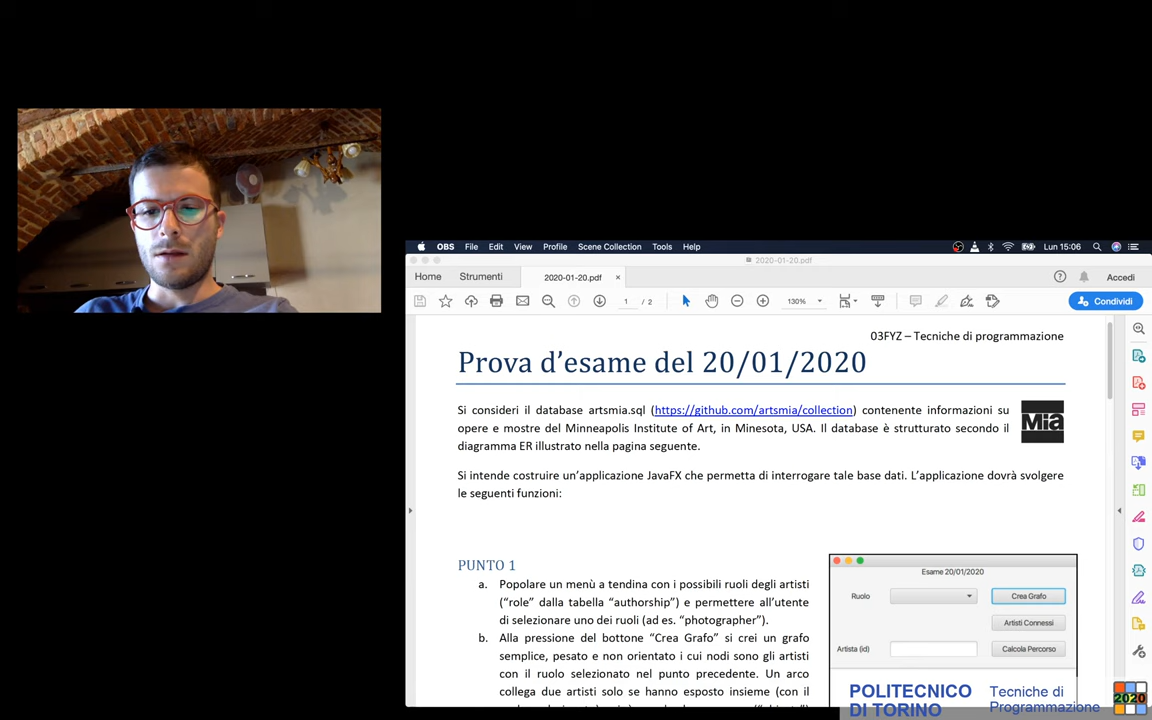 OBS File Edit View Profile Scene Collection Tools Help Lun 15:06
2020-01-20.pdf
Home Strumenti 2020-01-20.pdf × Accedi
1 / 2 130% Condividi
03FYZ – Tecniche di programmazione
Prova d’esame del 20/01/2020
Si consideri il database artsmia.sql (https://github.com/artsmia/collection) contenente informazioni su
opere e mostre del Minneapolis Institute of Art, in Minesota, USA. Il database è strutturato secondo il
diagramma ER illustrato nella pagina seguente.
Mia
Si intende costruire un’applicazione JavaFX che permetta di interrogare tale base dati. L’applicazione dovrà svolgere
le seguenti funzioni:
PUNTO 1
a. Popolare un menù a tendina con i possibili ruoli degli artisti
(“role” dalla tabella “authorship”) e permettere all’utente
di selezionare uno dei ruoli (ad es. “photographer”).
b. Alla pressione del bottone “Crea Grafo” si crei un grafo
semplice, pesato e non orientato i cui nodi sono gli artisti
con il ruolo selezionato nel punto precedente. Un arco
collega due artisti solo se hanno esposto insieme (con il
Esame 20/01/2020
Ruolo Crea Grafo
Artisti Connessi
Artista (id) Calcola Percorso
POLITECNICO
DI TORINO
Tecniche di
Programmazione
2020